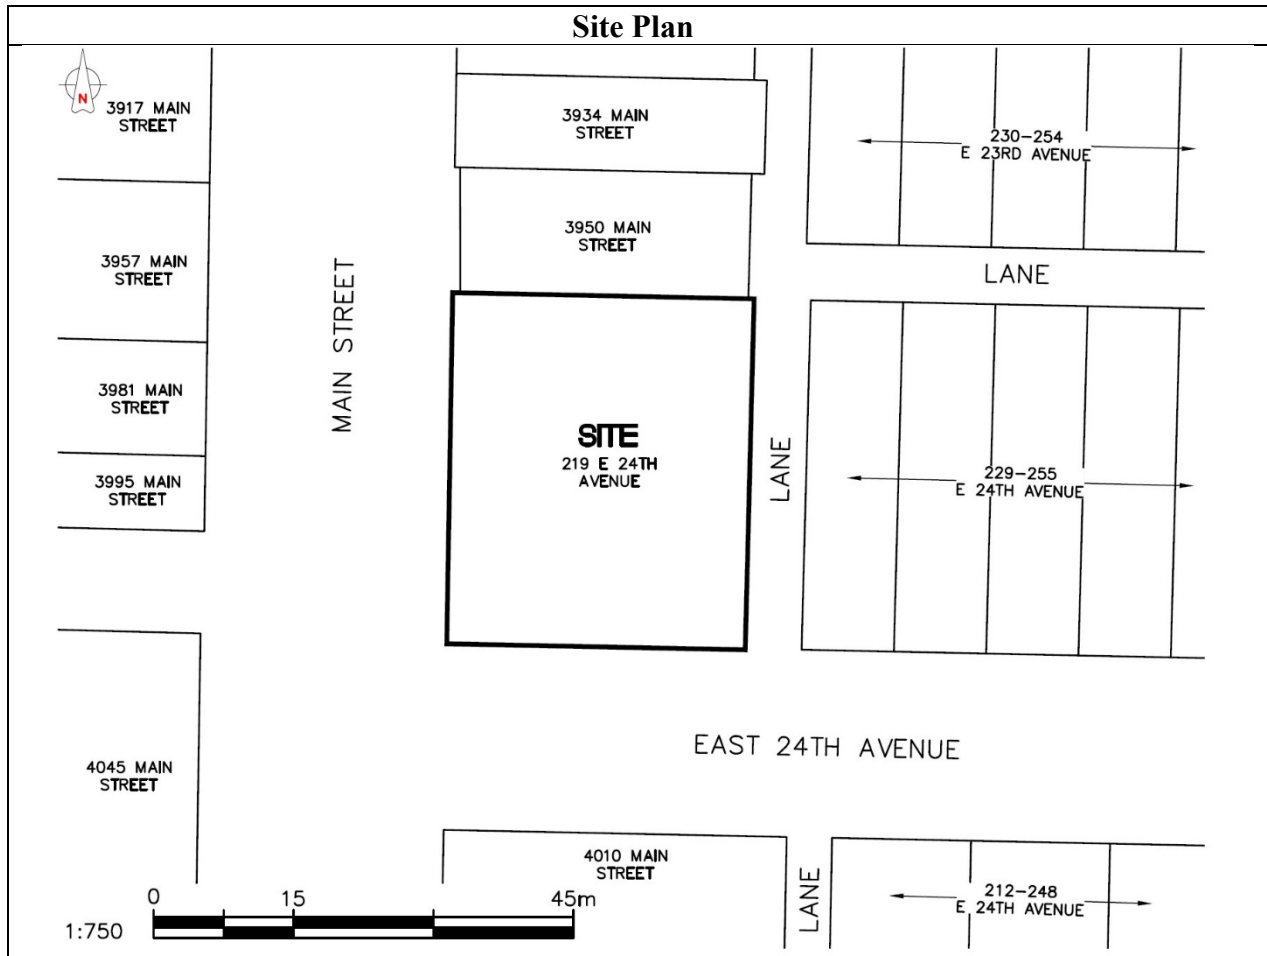 Site Plan
N
3917 MAIN
STREET
3934 MAIN
STREET
230-254
E 23RD AVENUE
3957 MAIN
STREET
3950 MAIN
STREET
LANE
MAIN STREET
3981 MAIN
STREET
SITE
219 E 24TH
AVENUE
LANE
3995 MAIN
STREET
229-255
E 24TH AVENUE
EAST 24TH AVENUE
4045 MAIN
STREET
4010 MAIN
STREET
LANE
212-248
E 24TH AVENUE
0 15 45m
1:750